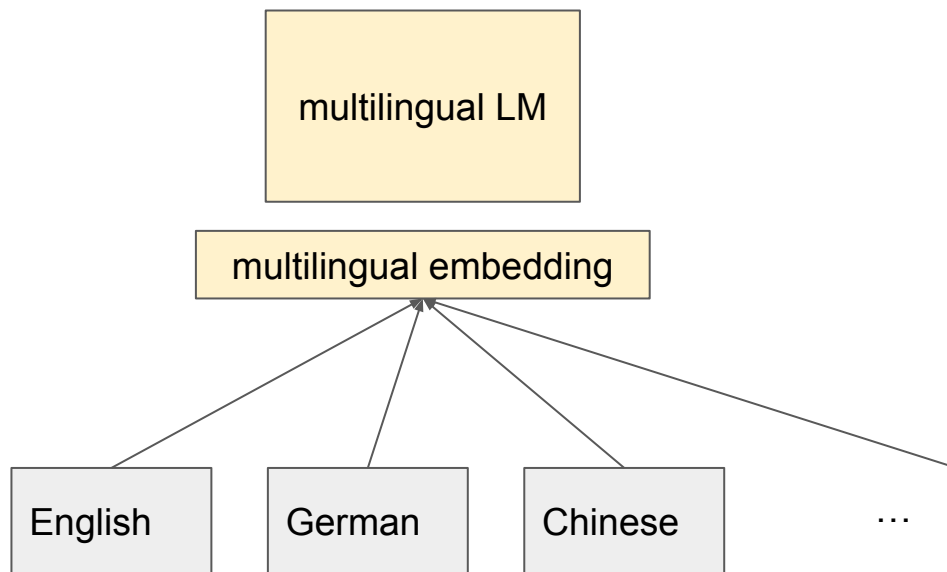 multilingual LM
multilingual embedding
English
German
Chinese
...